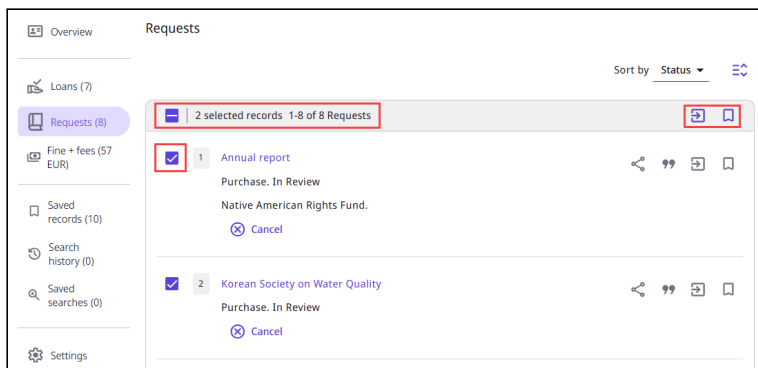 Overview
Loans (7)
Requests (8)
Fine + fees (57
EUR)
Saved
records (10)
Search
history (0)
Saved
searches (0)
Settings
Requests
Sort by Status
2 selected records 1-8 of 8 Requests
1 Annual report
Purchase. In Review
Native American Rights Fund.
Cancel
2 Korean Society on Water Quality
Purchase. In Review
Cancel